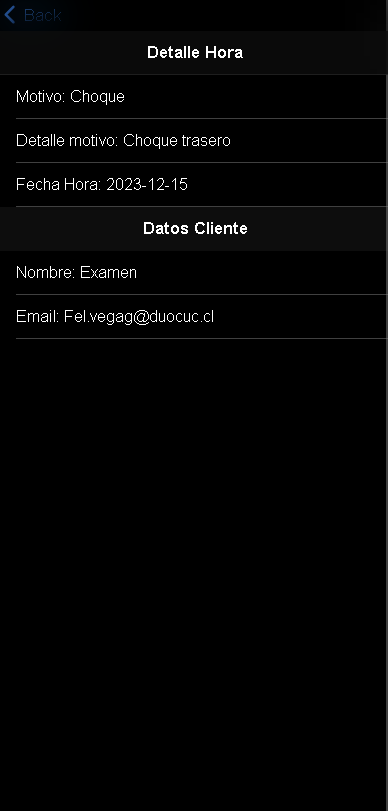 Back
Detalle Hora
Motivo: Choque
Detalle motivo: Choque trasero
Fecha Hora: 2023-12-15
Datos Cliente
Nombre: Examen
Email: Fel.vegag@duocuc.cl